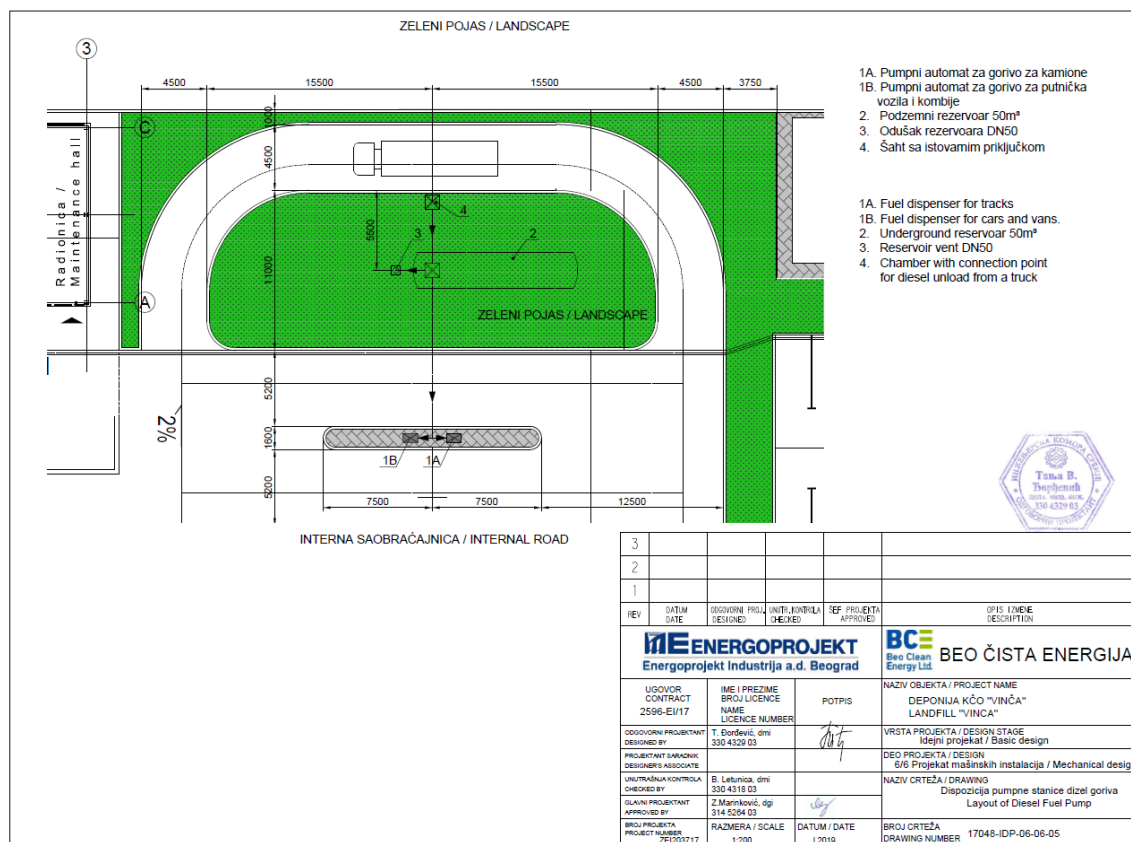 ZELENI POJAS / LANDSCAPE
3
4500
15500
15500
4500
3750
1000
4500
11000
5500
5200
1600
5200
C
A
Radionica /
Maintenance hall
4
3
2
ZELENI POJAS / LANDSCAPE
2%
1B
1A
7500
7500
12500
INTERNA SAOBRAĆAJNICA / INTERNAL ROAD
1A. Pumpni automat za gorivo za kamione
1B. Pumpni automat za gorivo za putnička
vozila i kombije
2. Podzemni rezervoar 50m³
3. Odušak rezervoara DN50
4. Šaht sa istovarnim priključkom
1A. Fuel dispenser for tracks
1B. Fuel dispenser for cars and vans.
2. Underground reservoar 50m³
3. Reservoir vent DN50
4. Chamber with connection point
for diesel unload from a truck
ИНЖЕЊЕРСКА КОМОРА СРБИЈЕ
Тања В.
Ђорђевић
дипл. маш. инж.
330 4329 03
ОДГОВОРНИ ПРОЈЕКТАНТ
3
2
1
REV
DATUM
DATE
ODGOVORNI PROJ.
DESIGNED
UNUTR. KONTROLA
CHECKED
ŠEF PROJEKTA
APPROVED
OPIS IZMENE
DESCRIPTION
ENERGOPROJEKT
Energoprojekt Industrija a.d. Beograd
BCE
Beo Clean
Energy Ltd.
BEO ČISTA ENERGIJA
UGOVOR
CONTRACT
2596-EI/17
IME I PREZIME
BROJ LICENCE
NAME
LICENCE NUMBER
POTPIS
NAZIV OBJEKTA / PROJECT NAME
DEPONIJA KČO "VINČA"
LANDFILL "VINCA"
ODGOVORNI PROJEKTANT
DESIGNED BY
T. Đorđević, dmi
330 4329 03
VRSTA PROJEKTA / DESIGN STAGE
Idejni projekat / Basic design
PROJEKTANT SARADNIK
DESIGNER'S ASSOCIATE
DEO PROJEKTA / DESIGN
6/6 Projekat mašinskih instalacija / Mechanical desig
UNUTRAŠNJA KONTROLA
CHECKED BY
B. Letunica, dmi
330 4318 03
NAZIV CRTEŽA / DRAWING
Dispozicija pumpne stanice dizel goriva
Layout of Diesel Fuel Pump
GLAVNI PROJEKTANT
APPROVED BY
Z.Marinković, dgi
314 5264 03
BROJ PROJEKTA
PROJECT NUMBER
ZEI203717
RAZMERA / SCALE
1:200
DATUM / DATE
I 2019
BROJ CRTEŽA
DRAWING NUMBER 17048-IDP-06-06-05